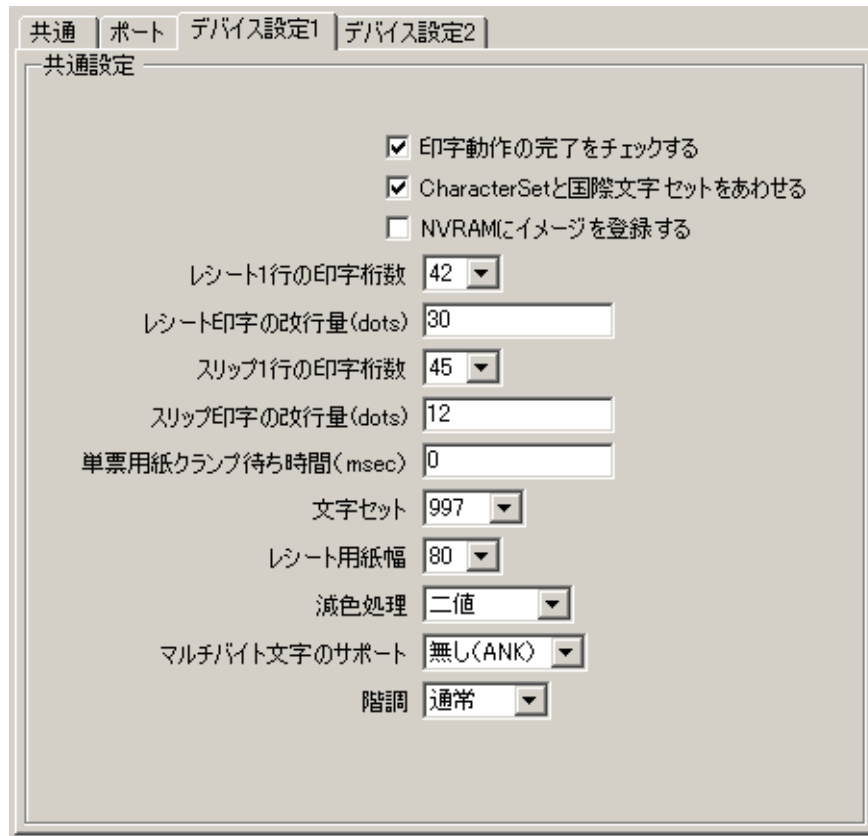 共通 ポート デバイス設定1 デバイス設定2
共通設定
印字動作の完了をチェックする
CharacterSetと国際文字セットをあわせる
NVRAMにイメージを登録する
レシート1行の印字桁数 42
レシート印字の改行量(dots) 30
スリップ1行の印字桁数 45
スリップ印字の改行量(dots) 12
単票用紙クランプ待ち時間(msec) 0
文字セット 997
レシート用紙幅 80
減色処理 二値
マルチバイト文字のサポート 無し(ANK)
階調 通常